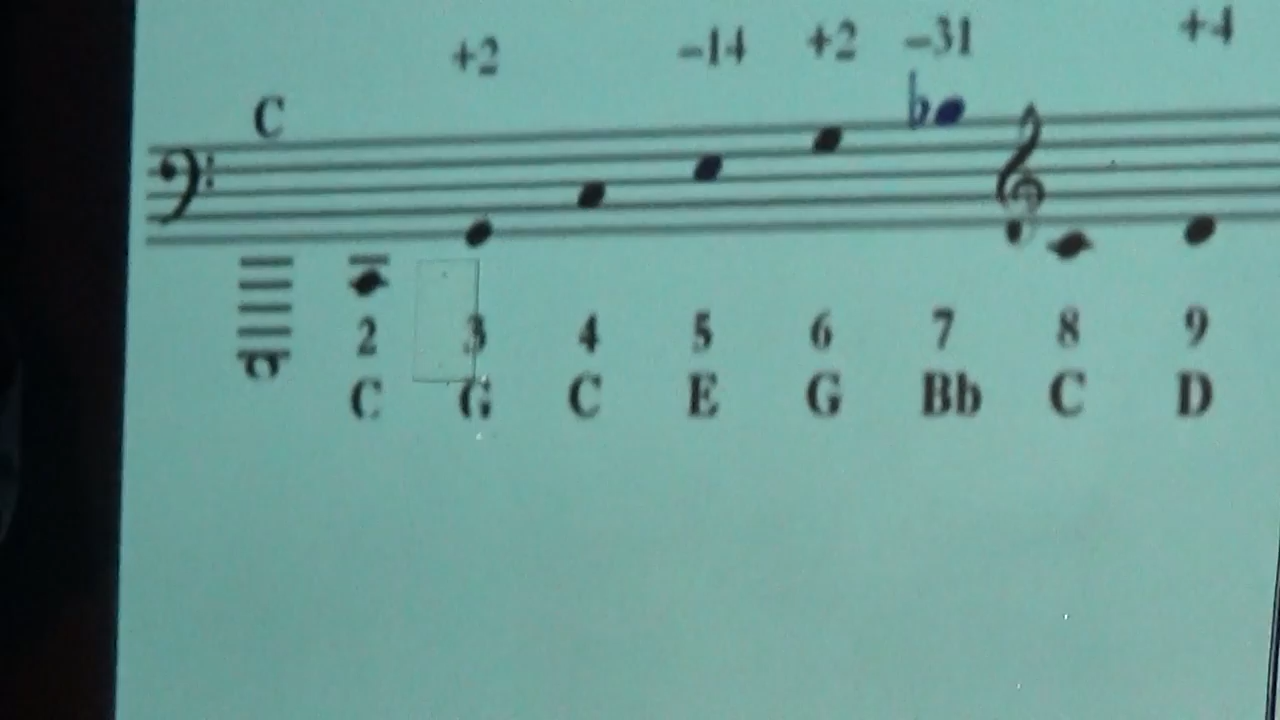 +2 –14 +2 –31 +4
C
2 3 4 5 6 7 8 9
C G C E G Bb C D